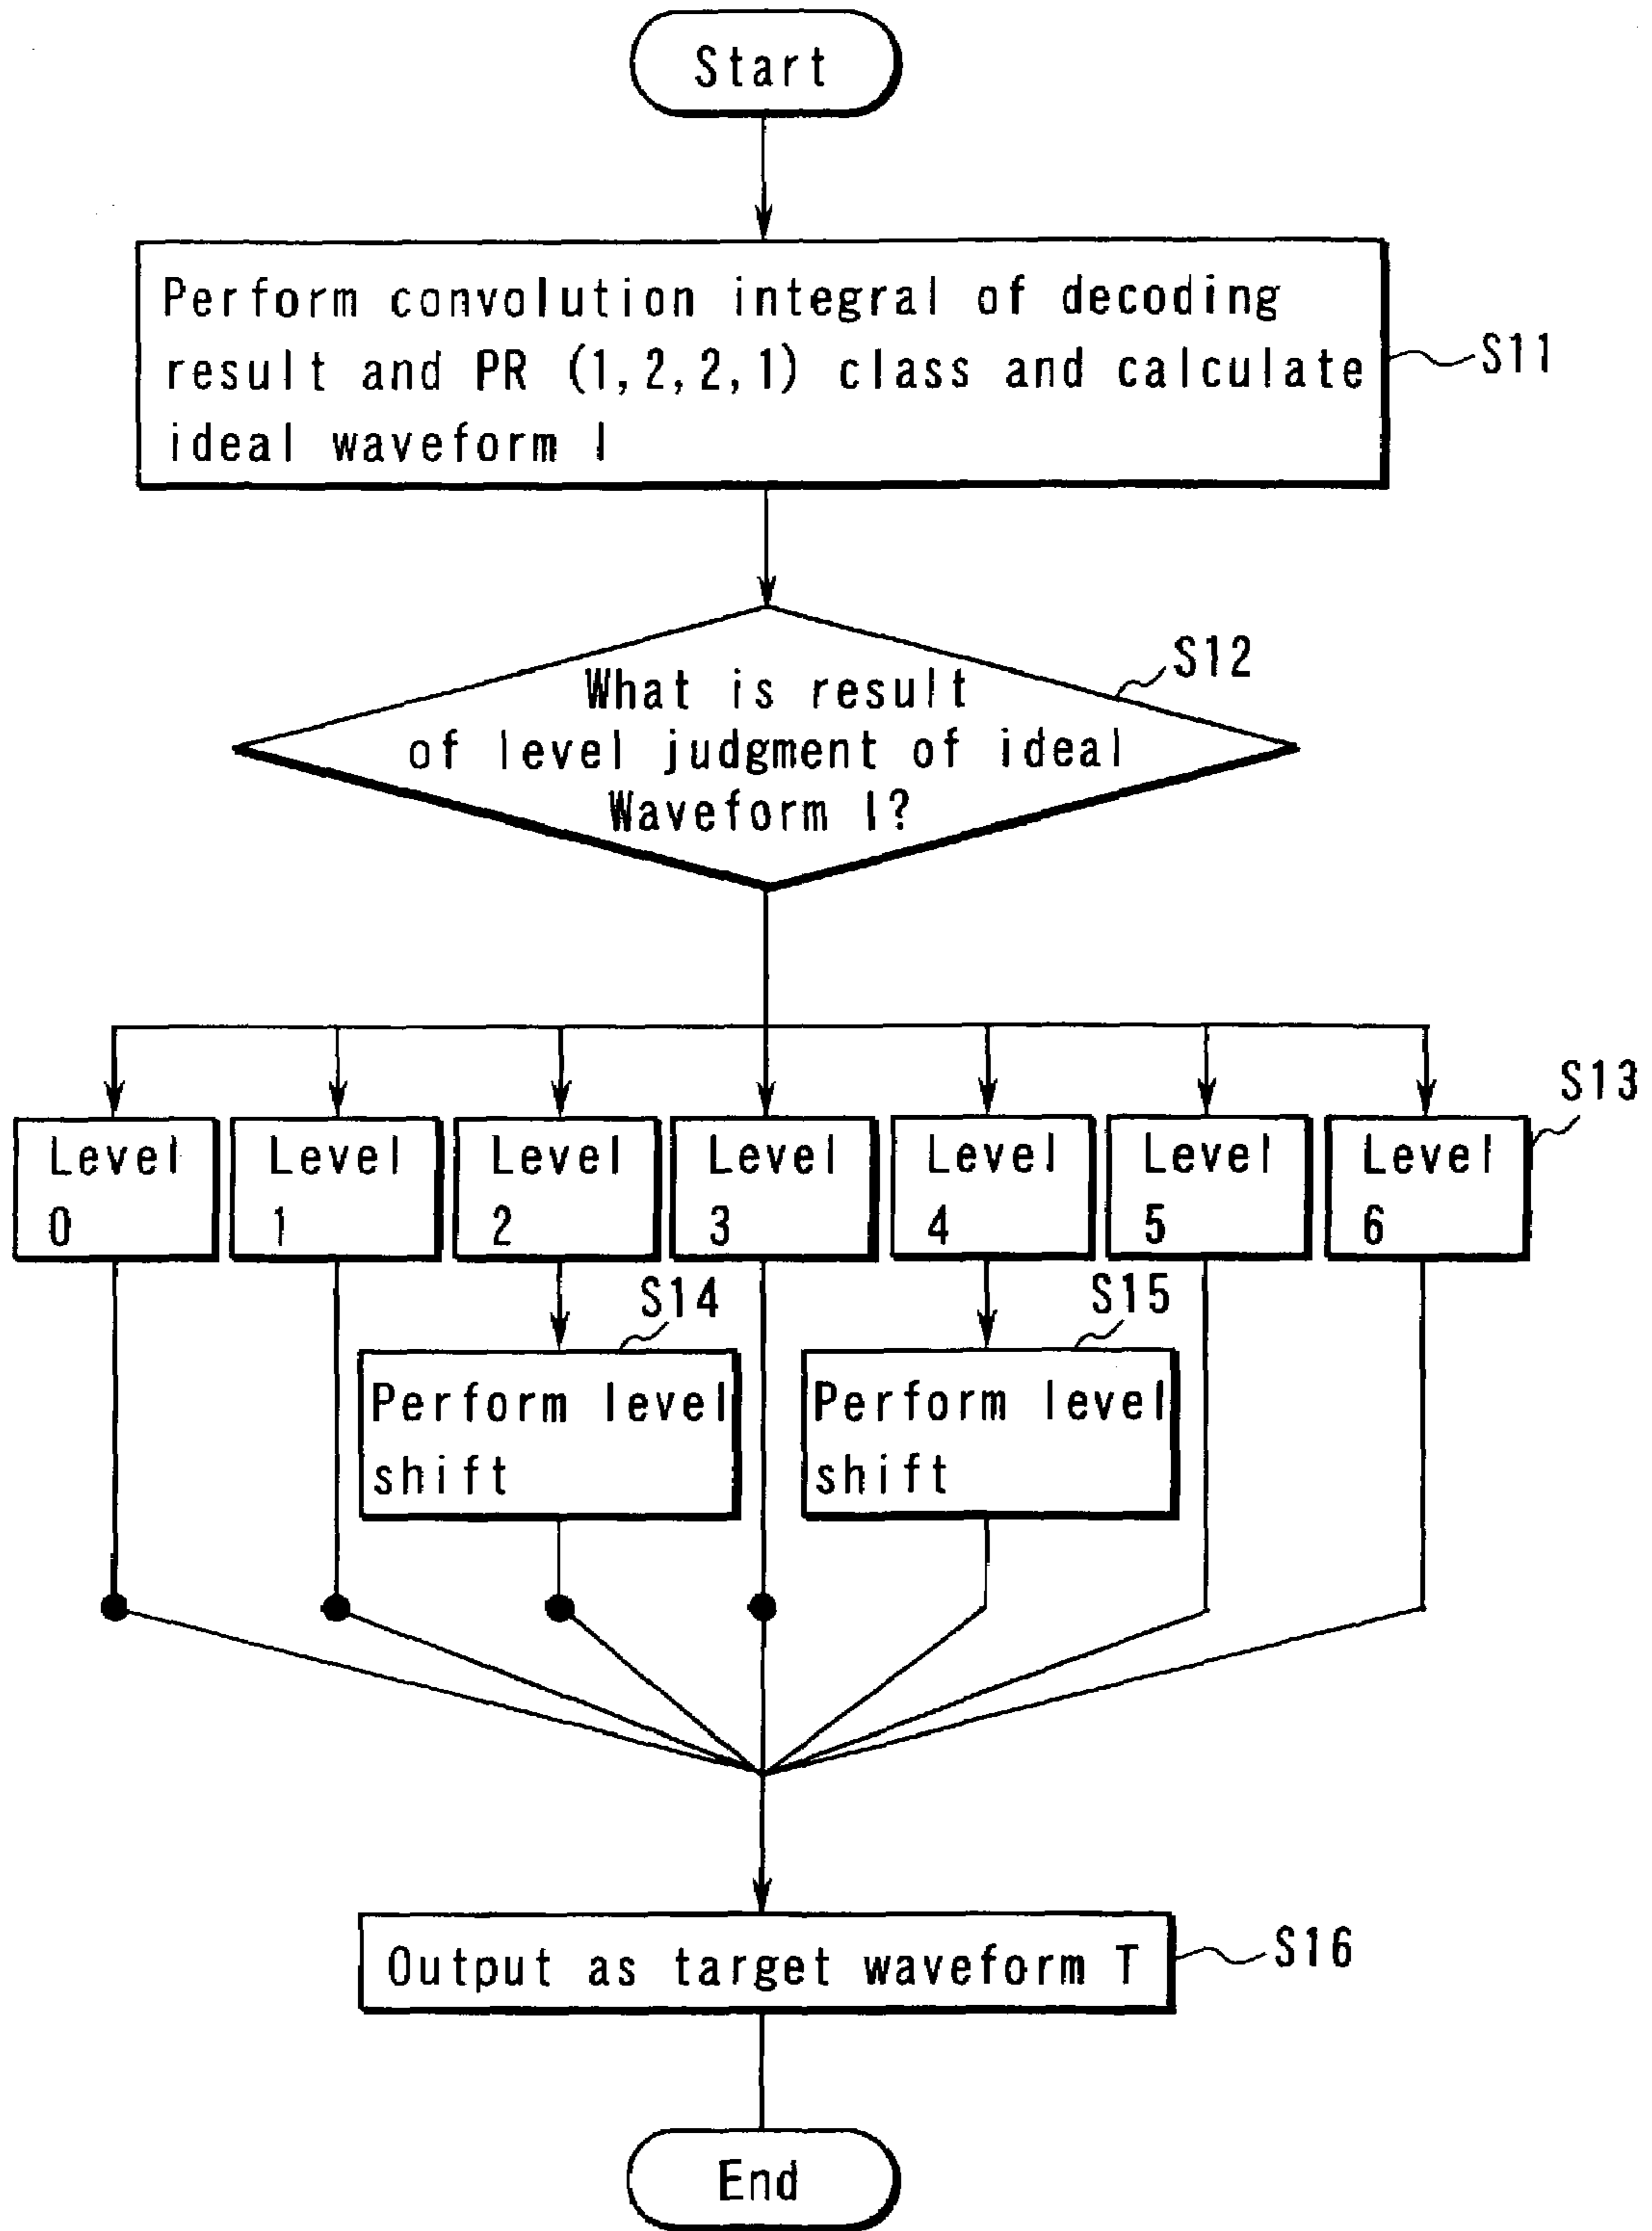 Start
Perform convolution integral of decoding
result and PR (1,2,2,1) class and calculate
ideal waveform I
S11
S12
What is result
of level judgment of ideal
Waveform I?
S13
Level
0
Level
1
Level
2
Level
3
Level
4
Level
5
Level
6
S14
S15
Perform level
shift
Perform level
shift
Output as target waveform T
S16
End